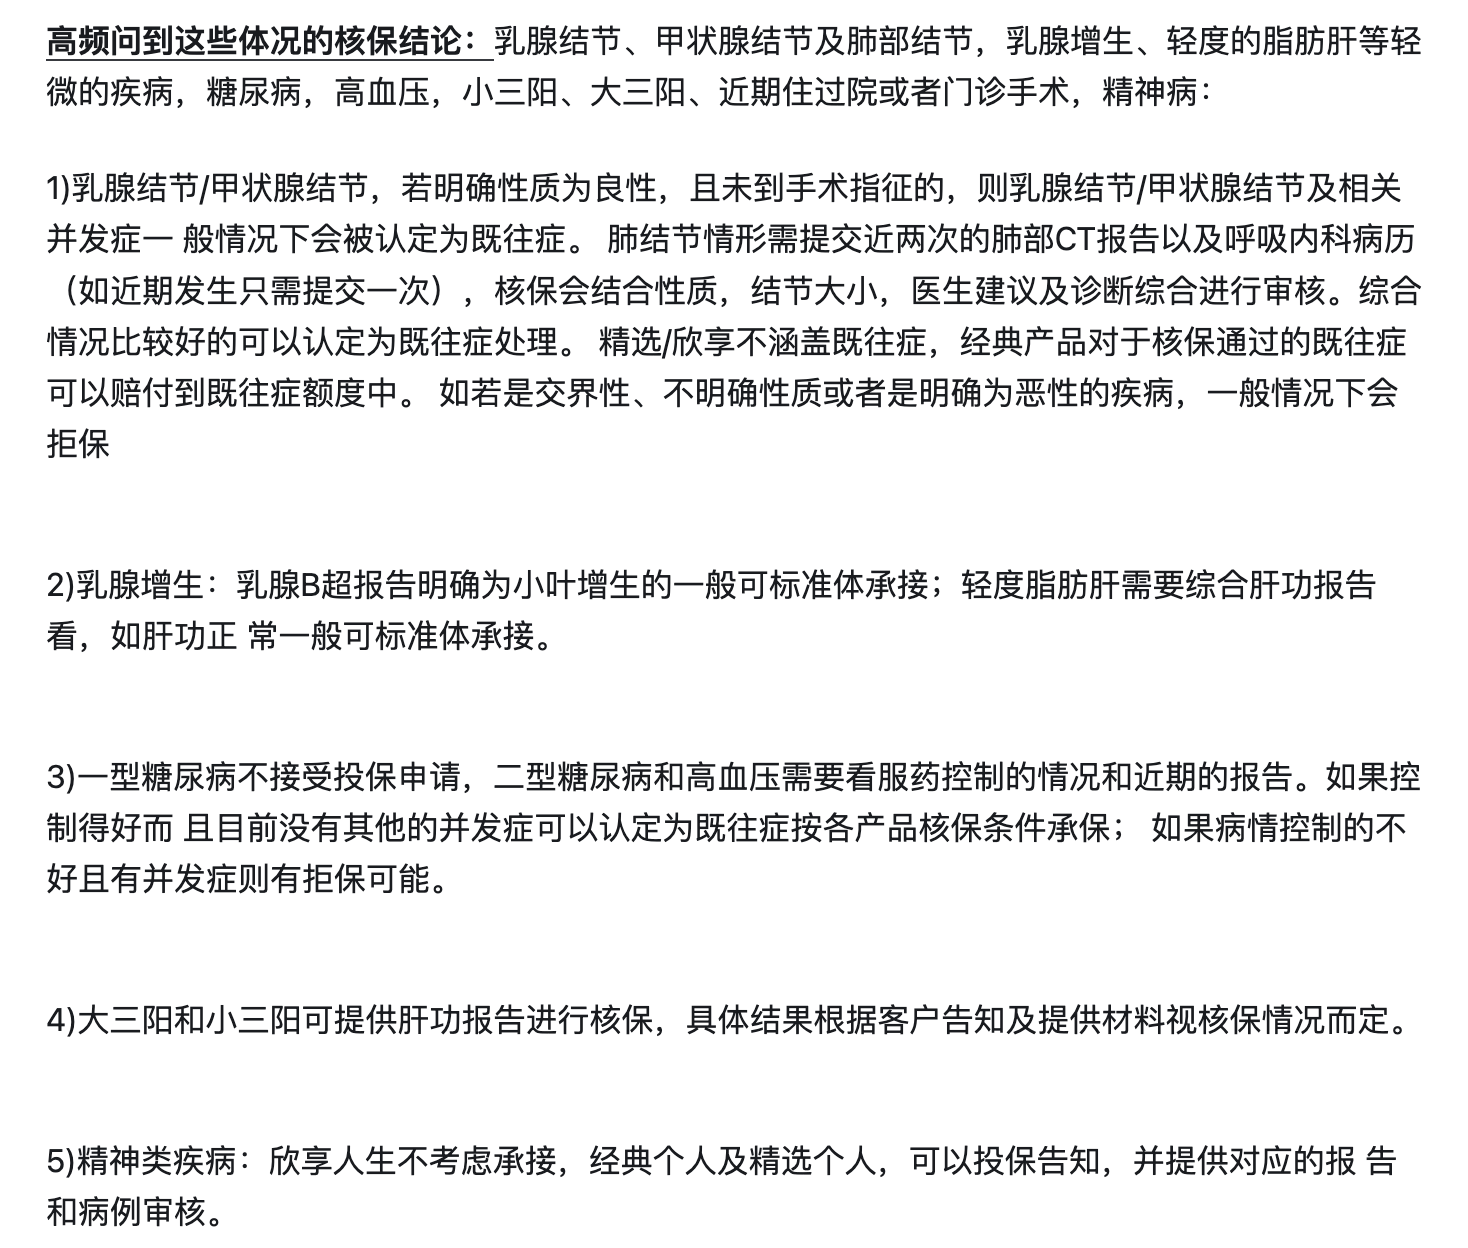 高频问到这些体况的核保结论：乳腺结节、甲状腺结节及肺部结节，乳腺增生、轻度的脂肪肝等轻
微的疾病，糖尿病，高血压，小三阳、大三阳、近期住过院或者门诊手术，精神病：
1)乳腺结节/甲状腺结节，若明确性质为良性，且未到手术指征的，则乳腺结节/甲状腺结节及相关
并发症一 般情况下会被认定为既往症。 肺结节情形需提交近两次的肺部CT报告以及呼吸内科病历
（如近期发生只需提交一次），核保会结合性质，结节大小，医生建议及诊断综合进行审核。综合
情况比较好的可以认定为既往症处理。 精选/欣享不涵盖既往症，经典产品对于核保通过的既往症
可以赔付到既往症额度中。 如若是交界性、不明确性质或者是明确为恶性的疾病，一般情况下会
拒保
2)乳腺增生：乳腺B超报告明确为小叶增生的一般可标准体承接；轻度脂肪肝需要综合肝功报告
看，如肝功正 常一般可标准体承接。
3)一型糖尿病不接受投保申请，二型糖尿病和高血压需要看服药控制的情况和近期的报告。如果控
制得好而 且目前没有其他的并发症可以认定为既往症按各产品核保条件承保； 如果病情控制的不
好且有并发症则有拒保可能。
4)大三阳和小三阳可提供肝功报告进行核保，具体结果根据客户告知及提供材料视核保情况而定。
5)精神类疾病：欣享人生不考虑承接，经典个人及精选个人，可以投保告知，并提供对应的报 告
和病例审核。